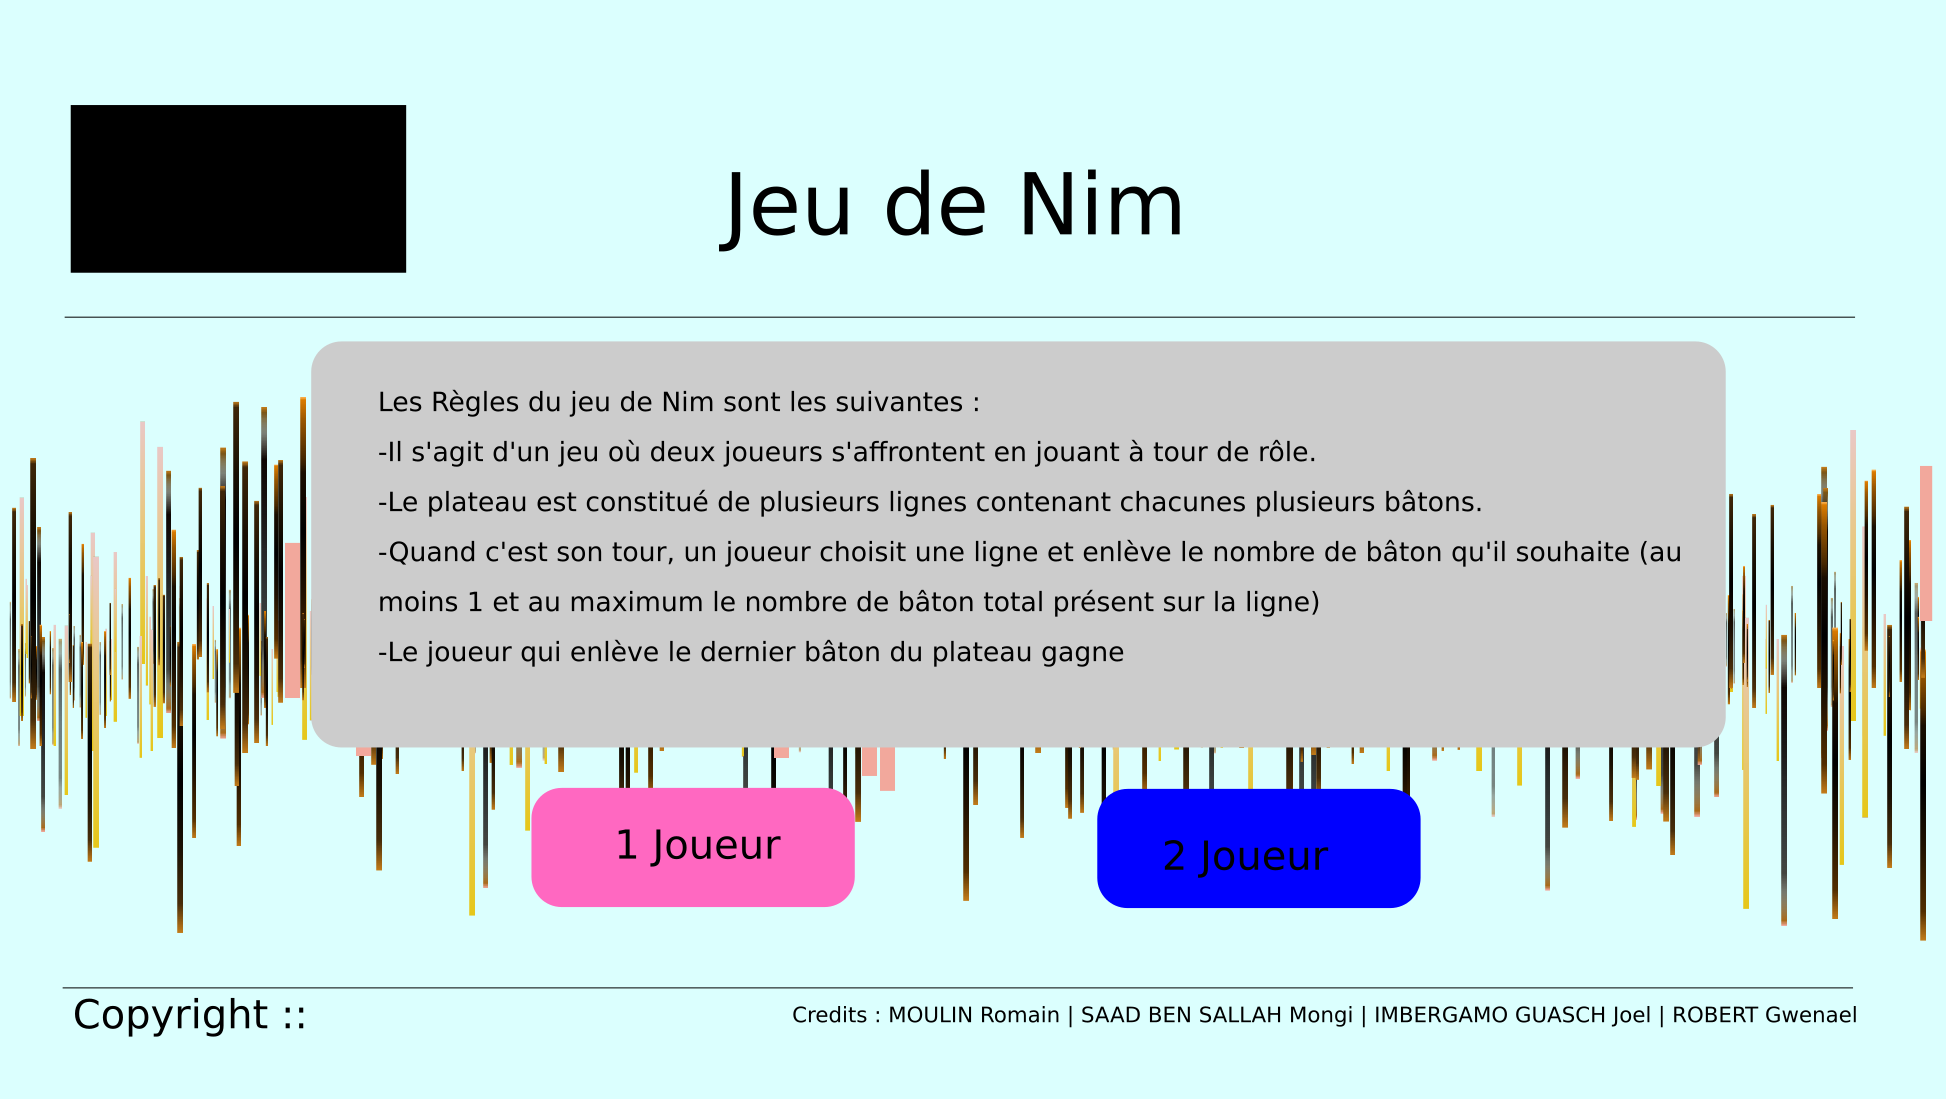 Jeu de Nim
Les Règles du jeu de Nim sont les suivantes :
-Il s'agit d'un jeu où deux joueurs s'affrontent en jouant à tour de rôle.
-Le plateau est constitué de plusieurs lignes contenant chacunes plusieurs bâtons.
-Quand c'est son tour, un joueur choisit une ligne et enlève le nombre de bâton qu'il souhaite (au
moins 1 et au maximum le nombre de bâton total présent sur la ligne)
-Le joueur qui enlève le dernier bâton du plateau gagne
1 Joueur
2 Joueur
Copyright ::
Credits : MOULIN Romain | SAAD BEN SALLAH Mongi | IMBERGAMO GUASCH Joel | ROBERT Gwenael